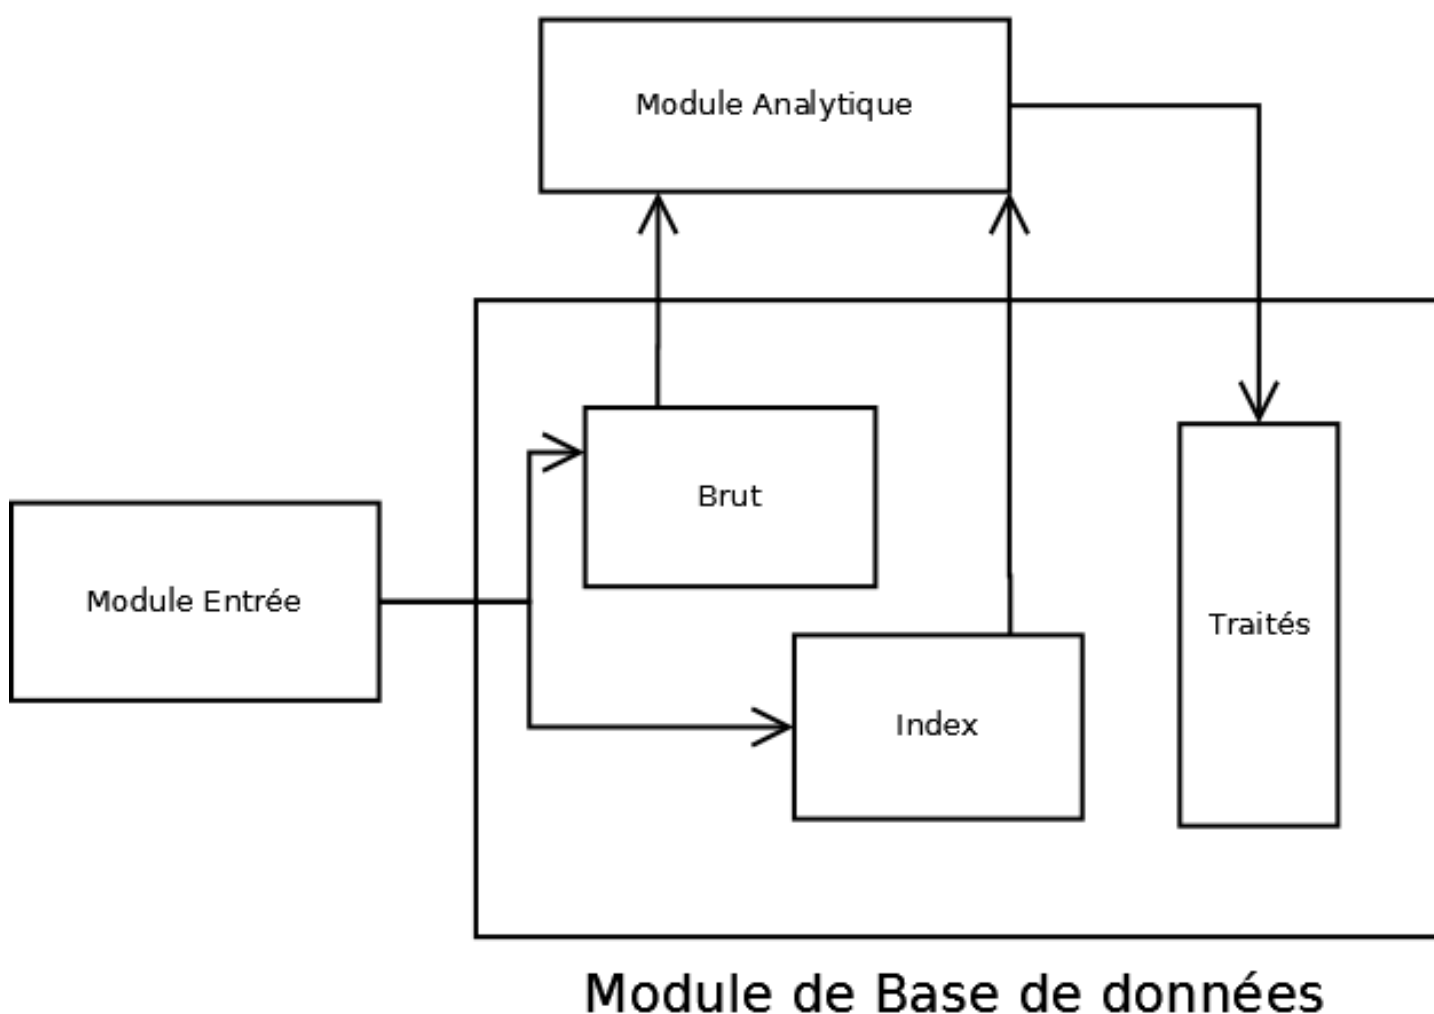 Module Analytique
Brut
Module Entrée
Traités
Index
Module de Base de données